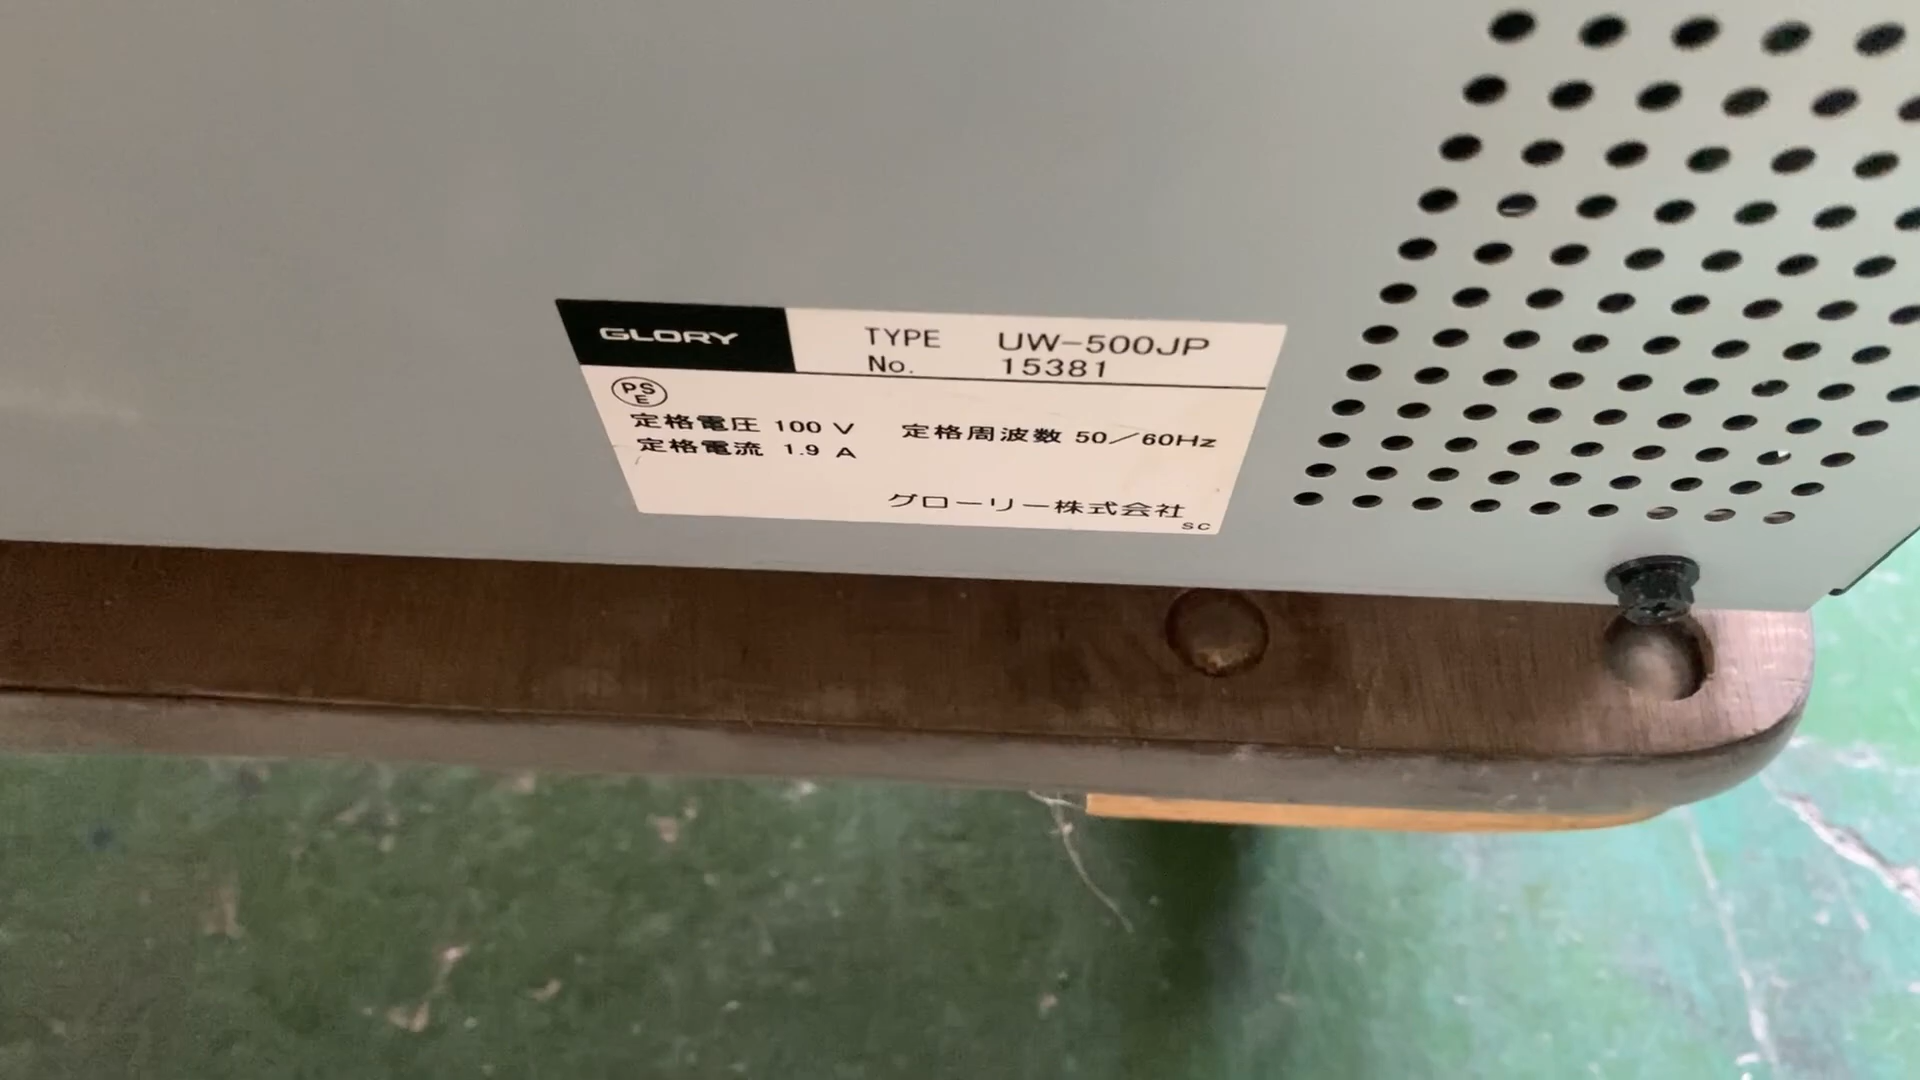 GLORY TYPE UW-500JP
No. 15381
PS
E
定格電圧 100 V 定格周波数 50/60Hz
定格電流 1.9 A
グローリー株式会社
SC